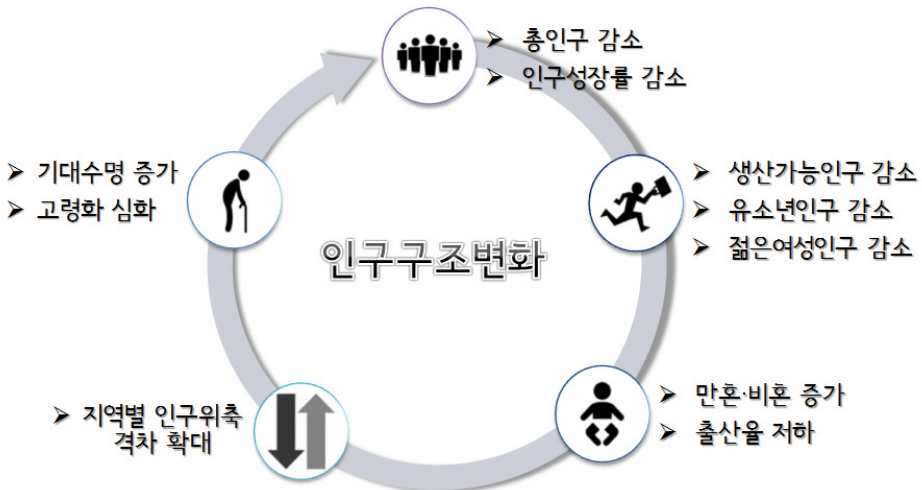 ➢ 총인구 감소
➢ 인구성장률 감소
➢ 생산가능인구 감소
➢ 유소년인구 감소
➢ 젊은여성인구 감소
➢ 만혼·비혼 증가
➢ 출산율 저하
➢ 지역별 인구위축
격차 확대
➢ 기대수명 증가
➢ 고령화 심화
인구구조변화